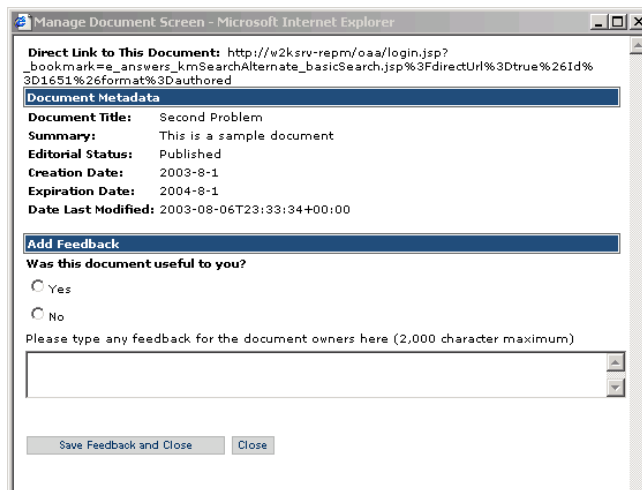 Manage Document Screen - Microsoft Internet Explorer
Direct Link to This Document: http://w2ksrv-repm/oaa/login.jsp?
_bookmark=e_answers_kmSearchAlternate_basicSearch.jsp%3FdirectUrl%3Dtrue%26Id%
3D1651%26format%3Dauthored
Document Metadata
Document Title: Second Problem
Summary: This is a sample document
Editorial Status: Published
Creation Date: 2003-8-1
Expiration Date: 2004-8-1
Date Last Modified: 2003-08-06T23:33:34+00:00
Add Feedback
Was this document useful to you?
Yes
No
Please type any feedback for the document owners here (2,000 character maximum)
Save Feedback and Close Close